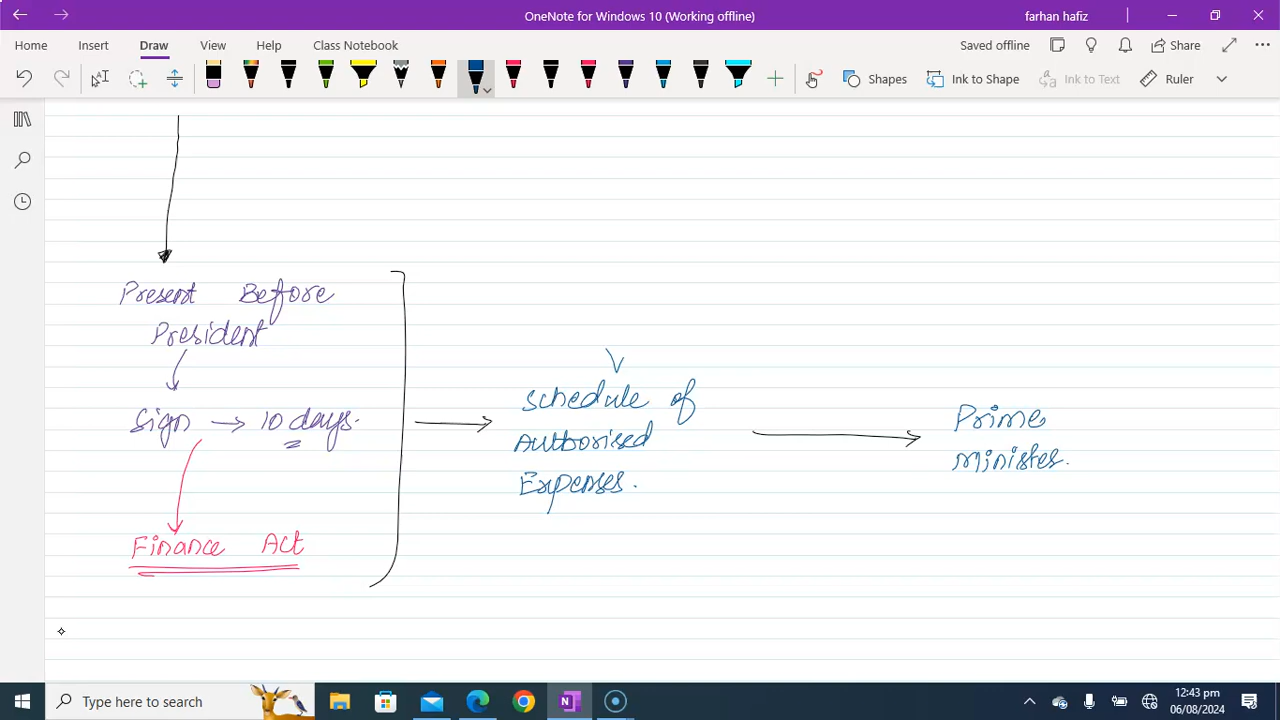 OneNote for Windows 10 (Working offline)
farhan hafiz
Home Insert Draw View Help Class Notebook
Saved offline
Share
Shapes
Ink to Shape
Ink to Text
Ruler
Present Before
President
Sign → 10 days.
Finance Act
Schedule of
Authorised
Expenses.
Prime
Minister.
Type here to search
12:43 pm
06/08/2024